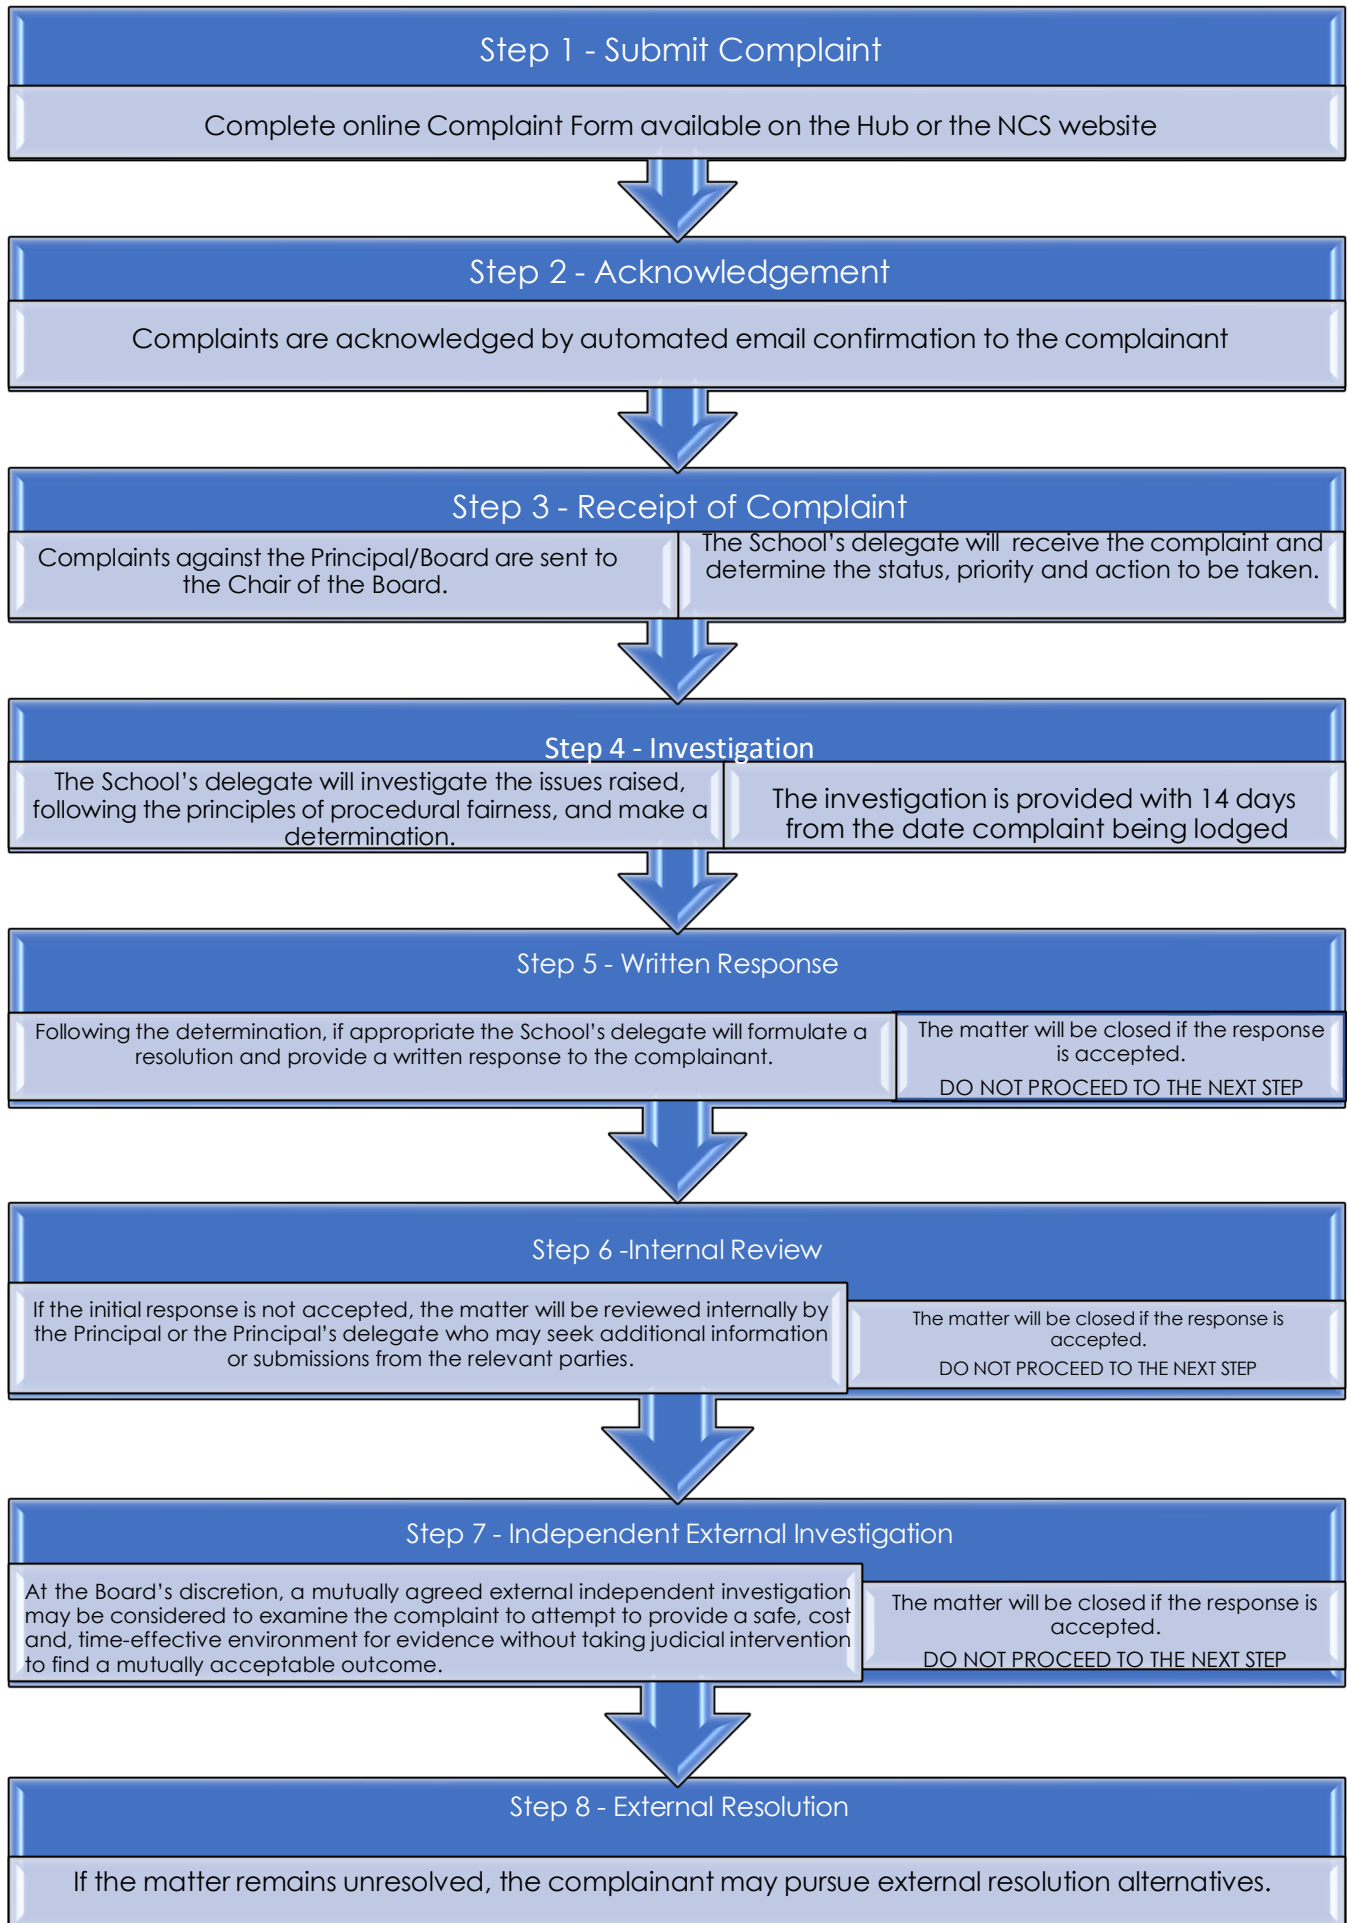 Step 1 - Submit Complaint
Complete online Complaint Form available on the Hub or the NCS website
Step 2 - Acknowledgement
Complaints are acknowledged by automated email confirmation to the complainant
Step 3 - Receipt of Complaint
Complaints against the Principal/Board are sent to
the Chair of the Board.
The School's delegate will receive the complaint and
determine the status, priority and action to be taken.
Step 4 - Investigation
The School's delegate will investigate the issues raised,
following the principles of procedural fairness, and make a
determination.
The investigation is provided with 14 days
from the date complaint being lodged
Step 5 - Written Response
Following the determination, if appropriate the School's delegate will formulate a
resolution and provide a written response to the complainant.
The matter will be closed if the response
is accepted.
DO NOT PROCEED TO THE NEXT STEP
Step 6 -Internal Review
If the initial response is not accepted, the matter will be reviewed internally by
the Principal or the Principal's delegate who may seek additional information
or submissions from the relevant parties.
The matter will be closed if the response is
accepted.
DO NOT PROCEED TO THE NEXT STEP
Step 7 - Independent External Investigation
At the Board's discretion, a mutually agreed external independent investigation
may be considered to examine the complaint to attempt to provide a safe, cost
and, time-effective environment for evidence without taking judicial intervention
to find a mutually acceptable outcome.
The matter will be closed if the response is
accepted.
DO NOT PROCEED TO THE NEXT STEP
Step 8 - External Resolution
If the matter remains unresolved, the complainant may pursue external resolution alternatives.